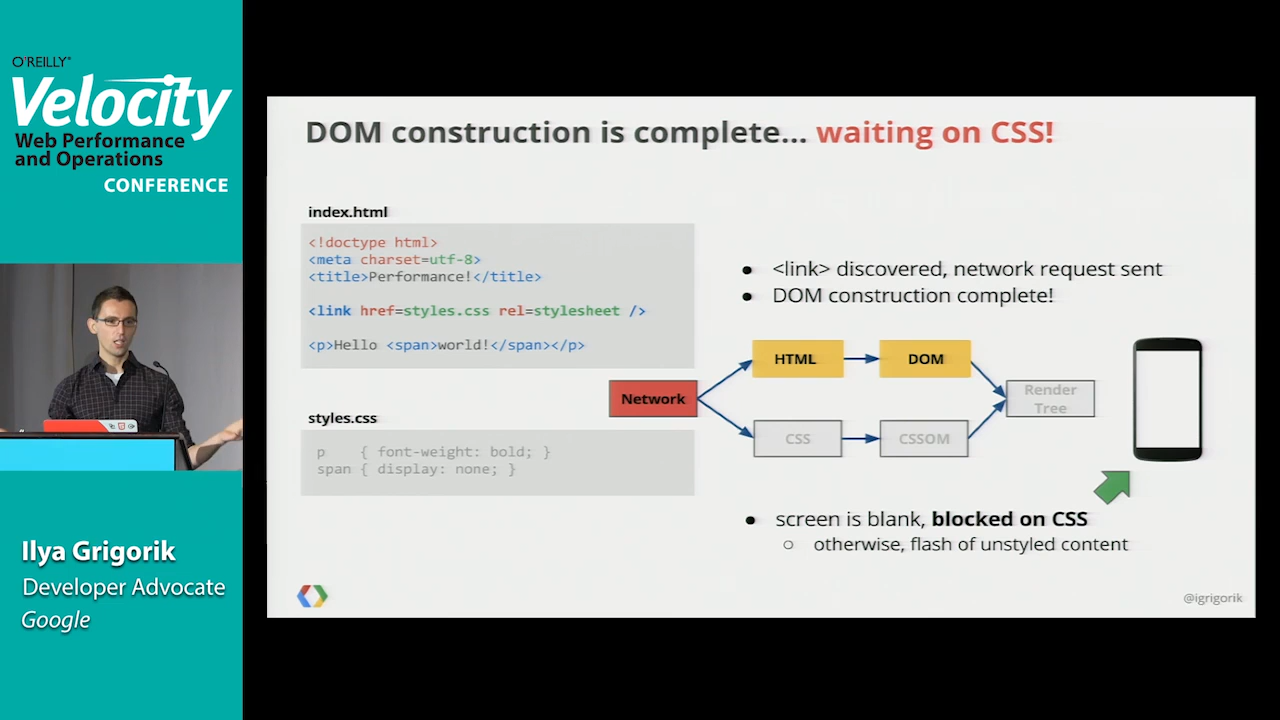 O'REILLY®
Velocity
Web Performance
and Operations
CONFERENCE
Ilya Grigorik
Developer Advocate
Google
DOM construction is complete... waiting on CSS!
index.html
<!doctype html>
<meta charset=utf-8>
<title>Performance!</title>
<link href=styles.css rel=stylesheet />
<p>Hello <span>world!</span></p>
styles.css
p    { font-weight: bold; }
span { display: none; }
● <link> discovered, network request sent
● DOM construction complete!
HTML
DOM
Network
Render
Tree
CSS
CSSOM
● screen is blank, blocked on CSS
○ otherwise, flash of unstyled content
@igrigorik